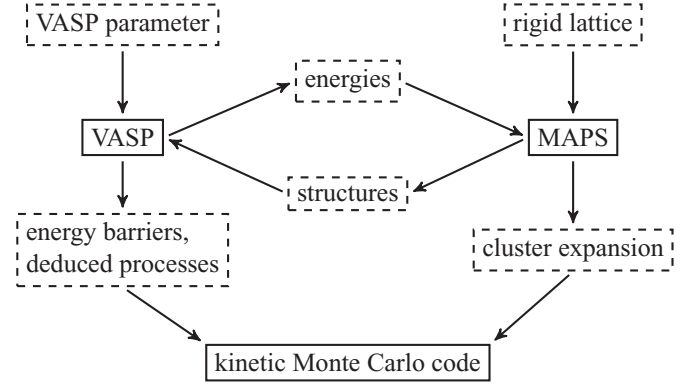 VASP parameter
rigid lattice
energies
VASP
MAPS
structures
energy barriers,
deduced processes
cluster expansion
kinetic Monte Carlo code